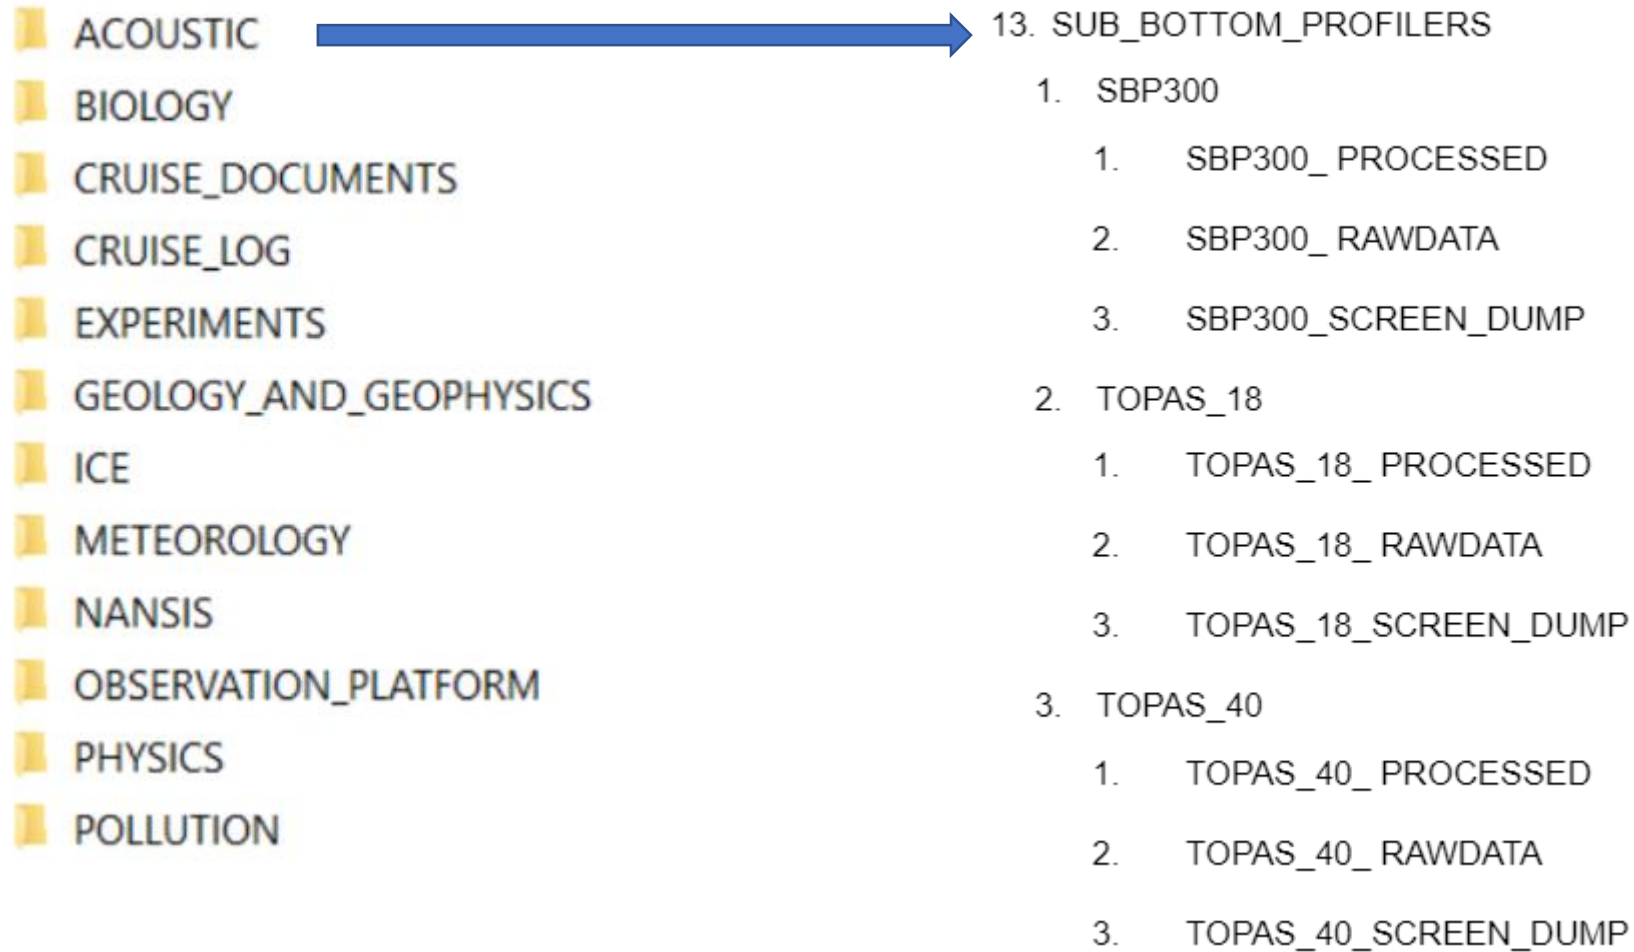 ACOUSTIC
BIOLOGY
CRUISE_DOCUMENTS
CRUISE_LOG
EXPERIMENTS
GEOLOGY_AND_GEOPHYSICS
ICE
METEOROLOGY
NANSIS
OBSERVATION_PLATFORM
PHYSICS
POLLUTION
13. SUB_BOTTOM_PROFILERS
1. SBP300
1. SBP300_ PROCESSED
2. SBP300_ RAWDATA
3. SBP300_SCREEN_DUMP
2. TOPAS_18
1. TOPAS_18_ PROCESSED
2. TOPAS_18_ RAWDATA
3. TOPAS_18_SCREEN_DUMP
3. TOPAS_40
1. TOPAS_40_ PROCESSED
2. TOPAS_40_ RAWDATA
3. TOPAS_40_SCREEN_DUMP